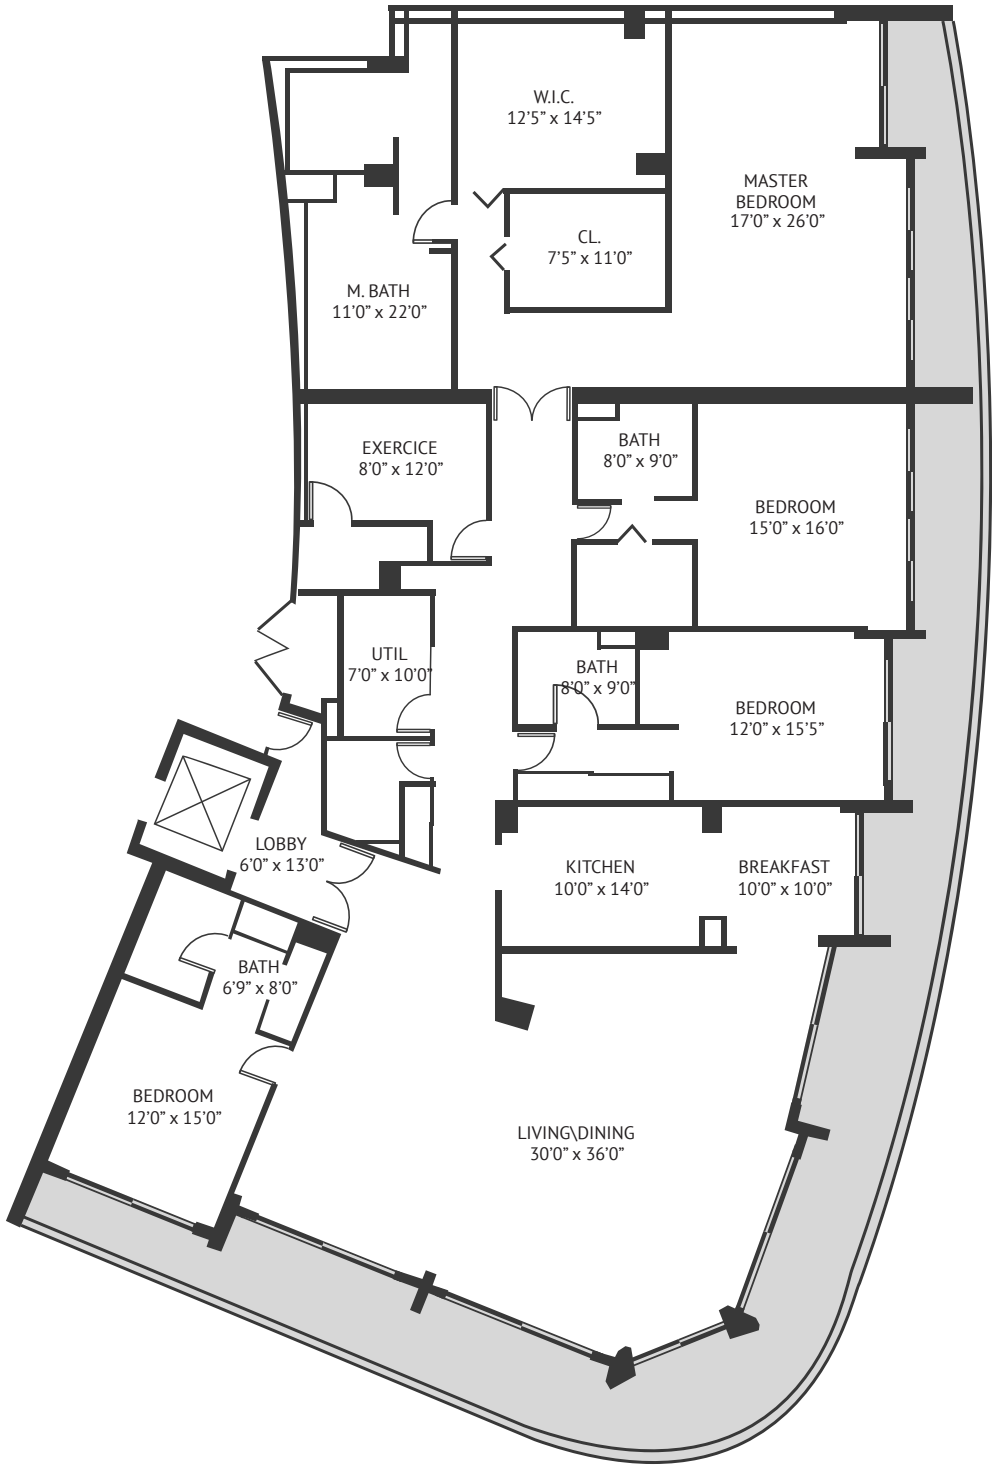 W.I.C.
12’5” x 14’5”
MASTER
BEDROOM
17’0” x 26’0”
CL.
7’5” x 11’0”
M. BATH
11’0” x 22’0”
EXERCICE
8’0” x 12’0”
BATH
8’0” x 9’0”
BEDROOM
15’0” x 16’0”
UTIL
7’0” x 10’0”
BATH
8’0” x 9’0”
BEDROOM
12’0” x 15’5”
LOBBY
6’0” x 13’0”
KITCHEN
10’0” x 14’0”
BREAKFAST
10’0” x 10’0”
BATH
6’9” x 8’0”
BEDROOM
12’0” x 15’0”
LIVING\DINING
30’0” x 36’0”